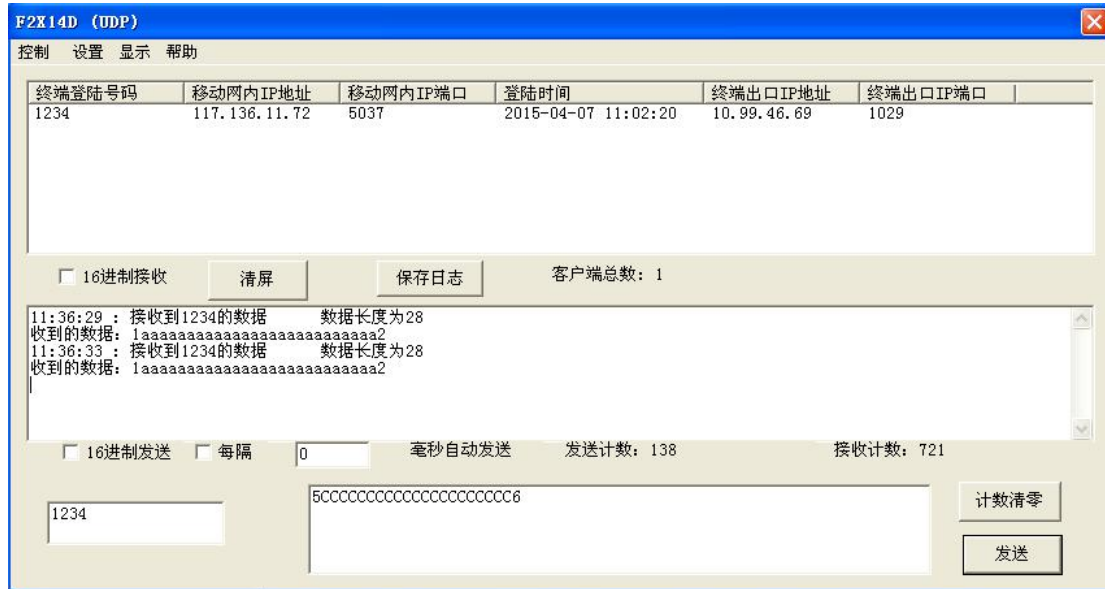 F2X14D (UDP)
控制 设置 显示 帮助
终端登陆号码 移动网内IP地址 移动网内IP端口 登陆时间 终端出口IP地址 终端出口IP端口
1234 117.136.11.72 5037 2015-04-07 11:02:20 10.99.46.69 1029
16进制接收 清屏 保存日志 客户端总数: 1
11:36:29 : 接收到1234的数据 数据长度为28
收到的数据: 1aaaaaaaaaaaaaaaaaaaaaaaaaa2
11:36:33 : 接收到1234的数据 数据长度为28
收到的数据: 1aaaaaaaaaaaaaaaaaaaaaaaaaa2
16进制发送 每隔 0 毫秒自动发送 发送计数: 138 接收计数: 721
1234
5CCCCCCCCCCCCCCCCCCCCCC6
计数清零
发送